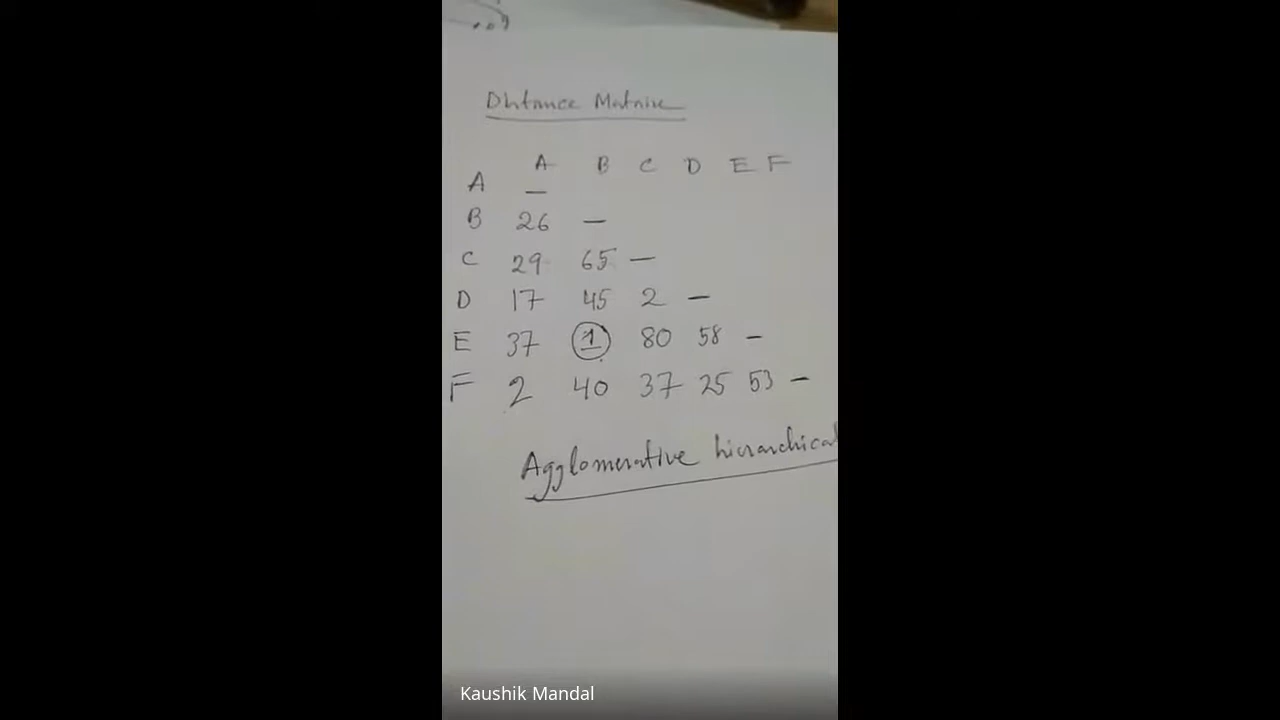 Distance Matrix
A B C D E F
A —
B 26 —
C 29 65 —
D 17 45 2 —
E 37 1 80 58 —
F 2 40 37 25 53 —
Agglomerative hierarchical
Kaushik Mandal